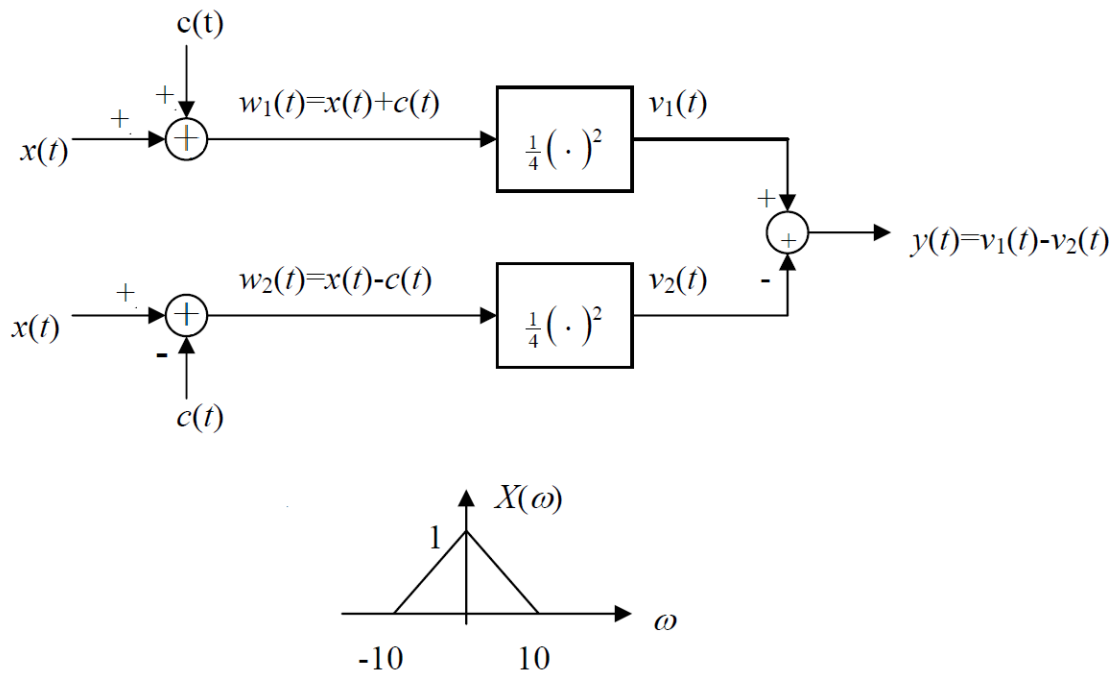 c(t)
+
+
x(t)
+
w₁(t)=x(t)+c(t)
¼( · )²
v₁(t)
+
+
-
y(t)=v₁(t)-v₂(t)
+
x(t)
+
-
c(t)
w₂(t)=x(t)-c(t)
¼( · )²
v₂(t)
X(ω)
1
ω
-10 10